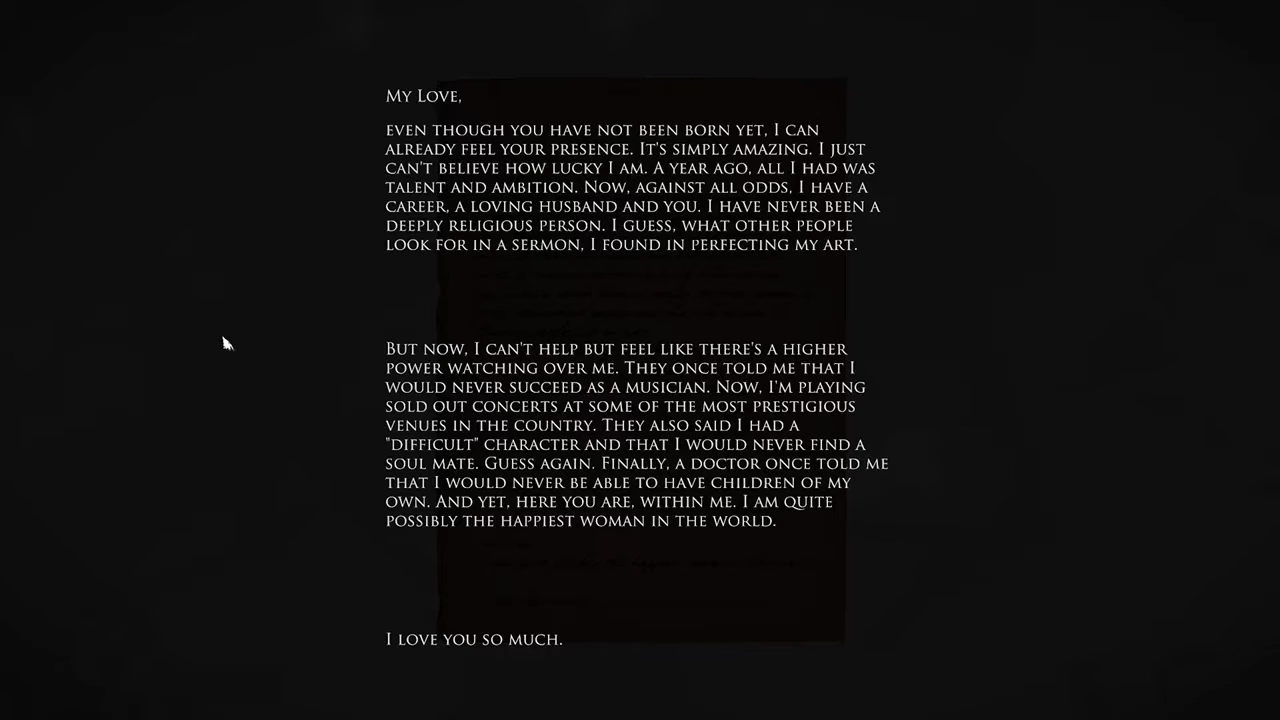 My Love,
even though you have not been born yet, I can
already feel your presence. It's simply amazing. I just
can't believe how lucky I am. A year ago, all I had was
talent and ambition. Now, against all odds, I have a
career, a loving husband and you. I have never been a
deeply religious person. I guess, what other people
look for in a sermon, I found in perfecting my art.
But now, I can't help but feel like there's a higher
power watching over me. They once told me that I
would never succeed as a musician. Now, I'm playing
sold out concerts at some of the most prestigious
venues in the country. They also said I had a
"difficult" character and that I would never find a
soul mate. Guess again. Finally, a doctor once told me
that I would never be able to have children of my
own. And yet, here you are, within me. I am quite
possibly the happiest woman in the world.
I love you so much.